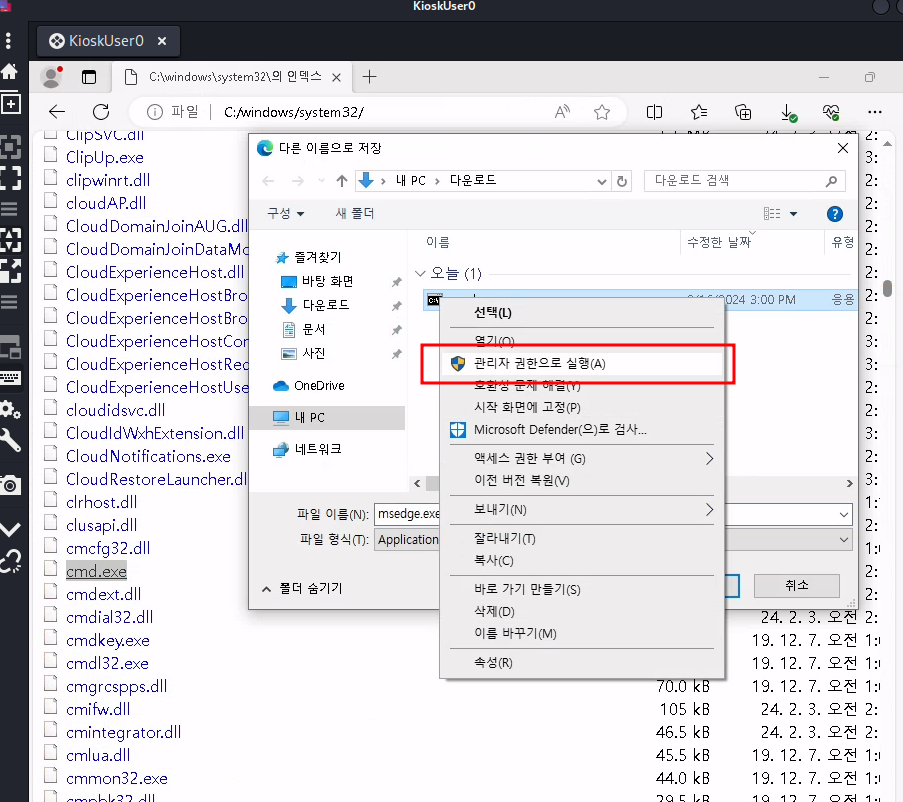 KioskUser0
KioskUser0
C:\windows\system32\의 인덱스
파일
C:/windows/system32/
ClipSVC.dll
ClipUp.exe
clipwinrt.dll
cloudAP.dll
CloudDomainJoinAUG.dll
CloudDomainJoinDataMo
CloudExperienceHost.dll
CloudExperienceHostBro
CloudExperienceHostBro
CloudExperienceHostCor
CloudExperienceHostRed
CloudExperienceHostUse
cloudidsvc.dll
CloudIdWxhExtension.dll
CloudNotifications.exe
CloudRestoreLauncher.dll
clrhost.dll
clusapi.dll
cmcfg32.dll
cmd.exe
cmdext.dll
cmdial32.dll 24. 2. 3. 오전 2:
cmdkey.exe 19. 12. 7. 오전 1:
cmdl32.exe 19. 12. 7. 오전 1:
cmgrcspps.dll 70.0 kB 19. 12. 7. 오전 1:
cmifw.dll 105 kB 24. 2. 3. 오전 2:
cmintegrator.dll 46.5 kB 24. 2. 3. 오전 2:
cmlua.dll 45.5 kB 19. 12. 7. 오전 1:
cmmon32.exe 44.0 kB 19. 12. 7. 오전 1:
cmpbk32.dll 29.5 kB 19. 12. 7. 오전 1:
다른 이름으로 저장
내 PC
다운로드
다운로드 검색
구성
새 폴더
즐겨찾기
바탕 화면
다운로드
문서
사진
OneDrive
내 PC
네트워크
이름
수정한 날짜
유형
오늘 (1)
2024 3:00 PM
응용
파일 이름(N):
msedge.exe
파일 형식(T):
Application
폴더 숨기기
취소
선택(L)
열기(O)
관리자 권한으로 실행(A)
호환성 문제 해결(Y)
시작 화면에 고정(P)
Microsoft Defender(으)로 검사...
액세스 권한 부여 (G)
이전 버전 복원(V)
보내기(N)
잘라내기(T)
복사(C)
바로 가기 만들기(S)
삭제(D)
이름 바꾸기(M)
속성(R)